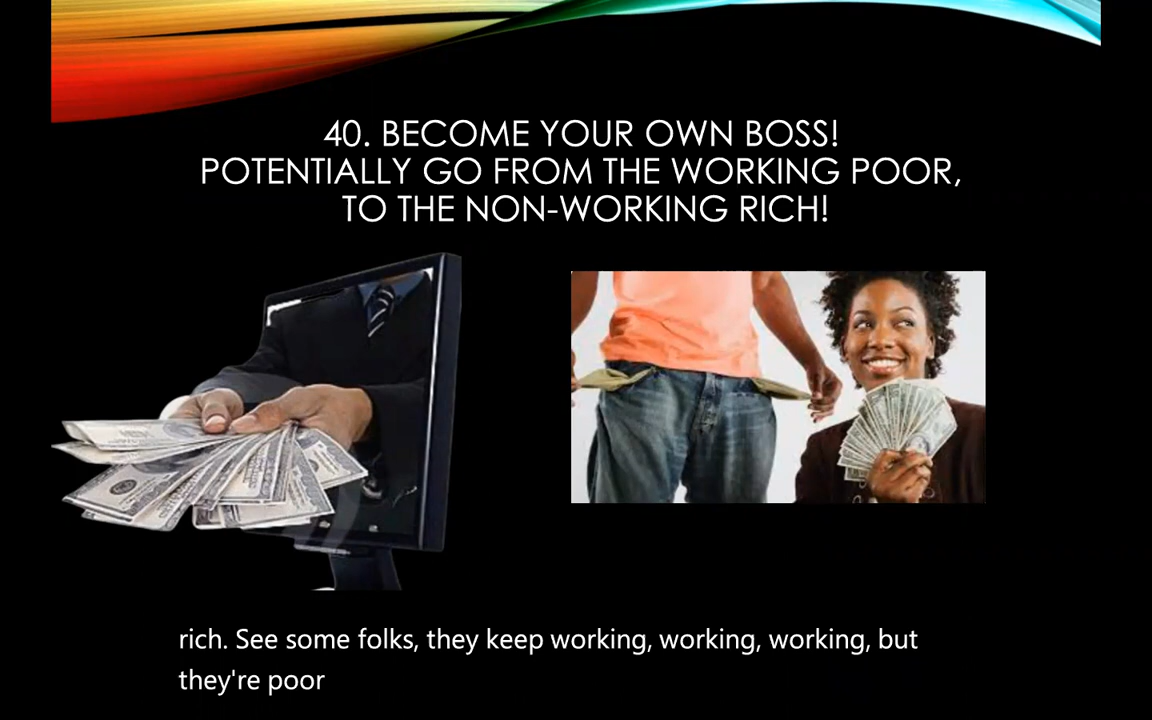 40. BECOME YOUR OWN BOSS!
POTENTIALLY GO FROM THE WORKING POOR,
TO THE NON-WORKING RICH!
rich. See some folks, they keep working, working, working, but
they're poor